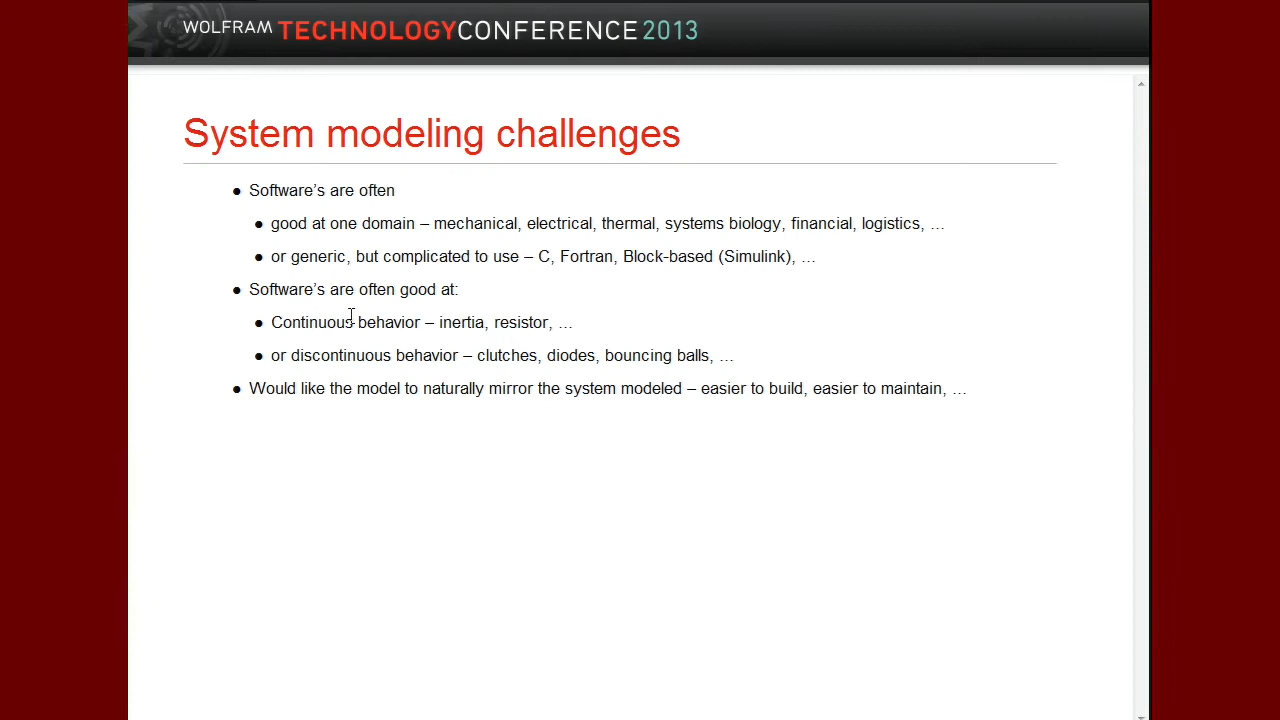 WOLFRAM TECHNOLOGYCONFERENCE2013
System modeling challenges
● Software’s are often
● good at one domain – mechanical, electrical, thermal, systems biology, financial, logistics, …
● or generic, but complicated to use – C, Fortran, Block-based (Simulink), …
● Software’s are often good at:
● Continuous behavior – inertia, resistor, …
● or discontinuous behavior – clutches, diodes, bouncing balls, …
● Would like the model to naturally mirror the system modeled – easier to build, easier to maintain, …